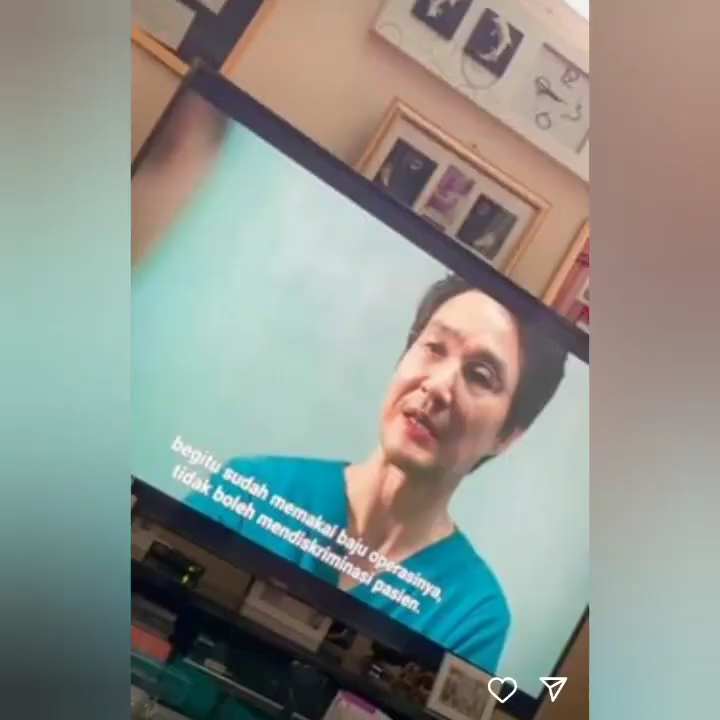 begitu sudah memakai baju operasinya,
tidak boleh mendiskriminasi pasien.